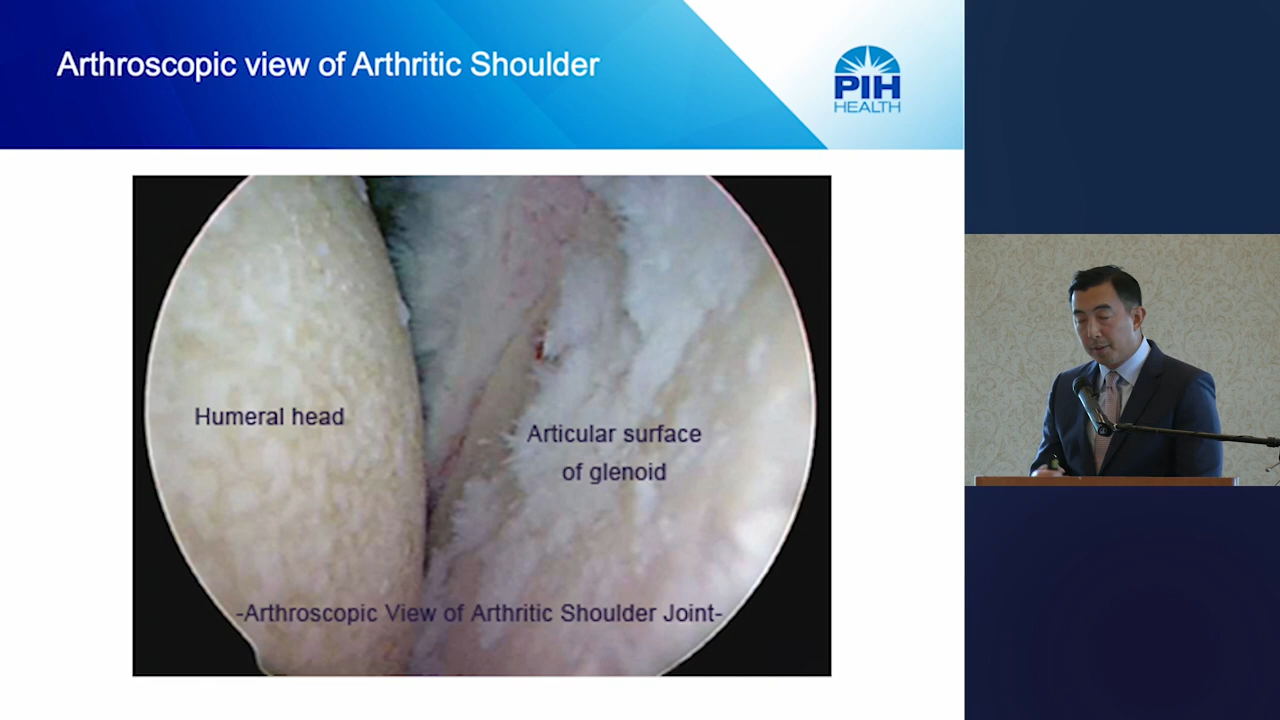 Arthroscopic view of Arthritic Shoulder
PIH
HEALTH
Humeral head
Articular surface
of glenoid
-Arthroscopic View of Arthritic Shoulder Joint-